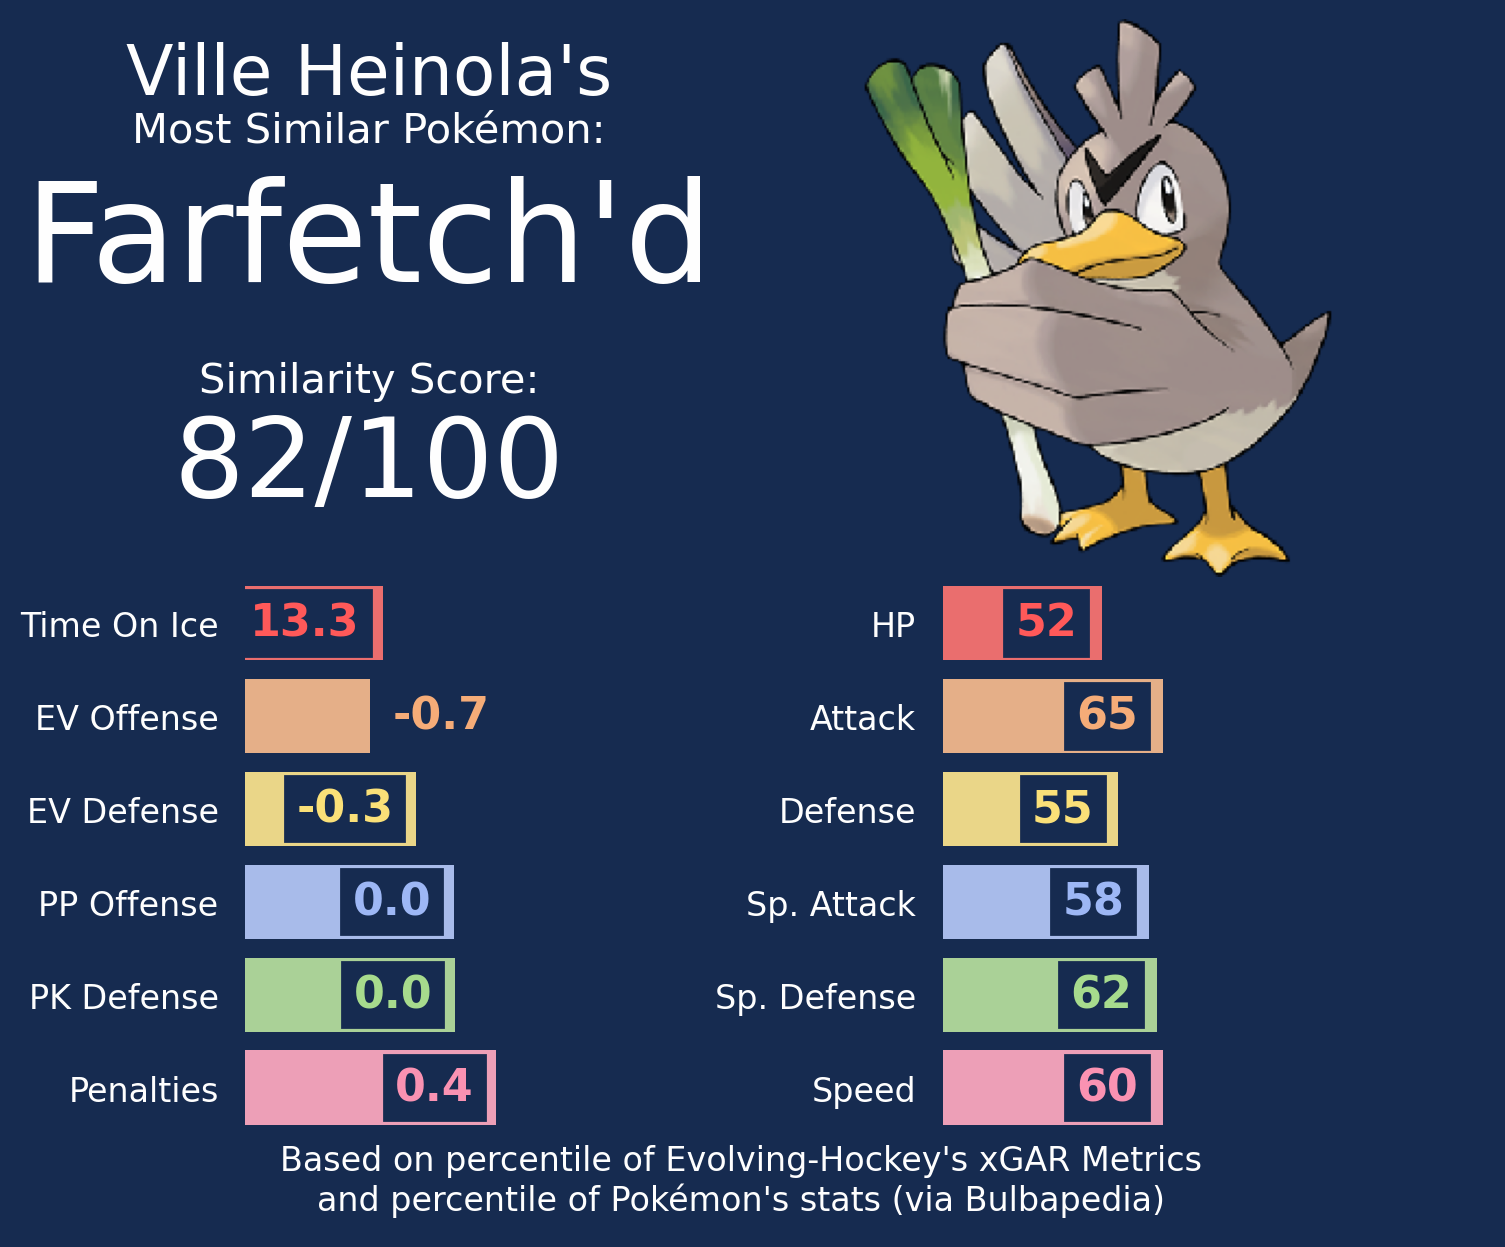 Ville Heinola's
Most Similar Pokémon:
Farfetch'd
Similarity Score:
82/100
Time On Ice 13.3
EV Offense -0.7
EV Defense -0.3
PP Offense 0.0
PK Defense 0.0
Penalties 0.4
HP 52
Attack 65
Defense 55
Sp. Attack 58
Sp. Defense 62
Speed 60
Based on percentile of Evolving-Hockey's xGAR Metrics
and percentile of Pokémon's stats (via Bulbapedia)